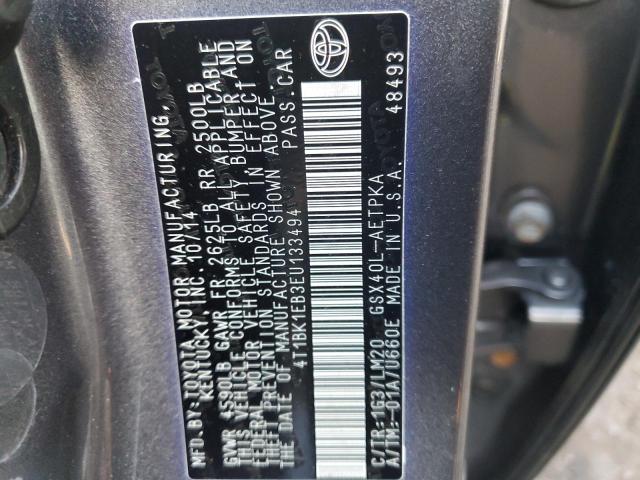 MFD.BY:TOYOTA MOTOR MANUFACTURING,
KENTUCKY, INC. 10/14
GVWR 4590LB GAWR FR 2625LB RR 2500LB
THIS VEHICLE CONFORMS TO ALL APPLICABLE
FEDERAL MOTOR VEHICLE SAFETY, BUMPER AND
THEFT PREVENTION STANDARDS IN EFFECT ON
THE DATE OF MANUFACTURE SHOWN ABOVE.
4T1BK1EB3EU133494 PASS CAR
C/TR:1G3/LM20 GSX40L-AETPKA
A/TM:-01A/U660E MADE IN U.S.A. 48493